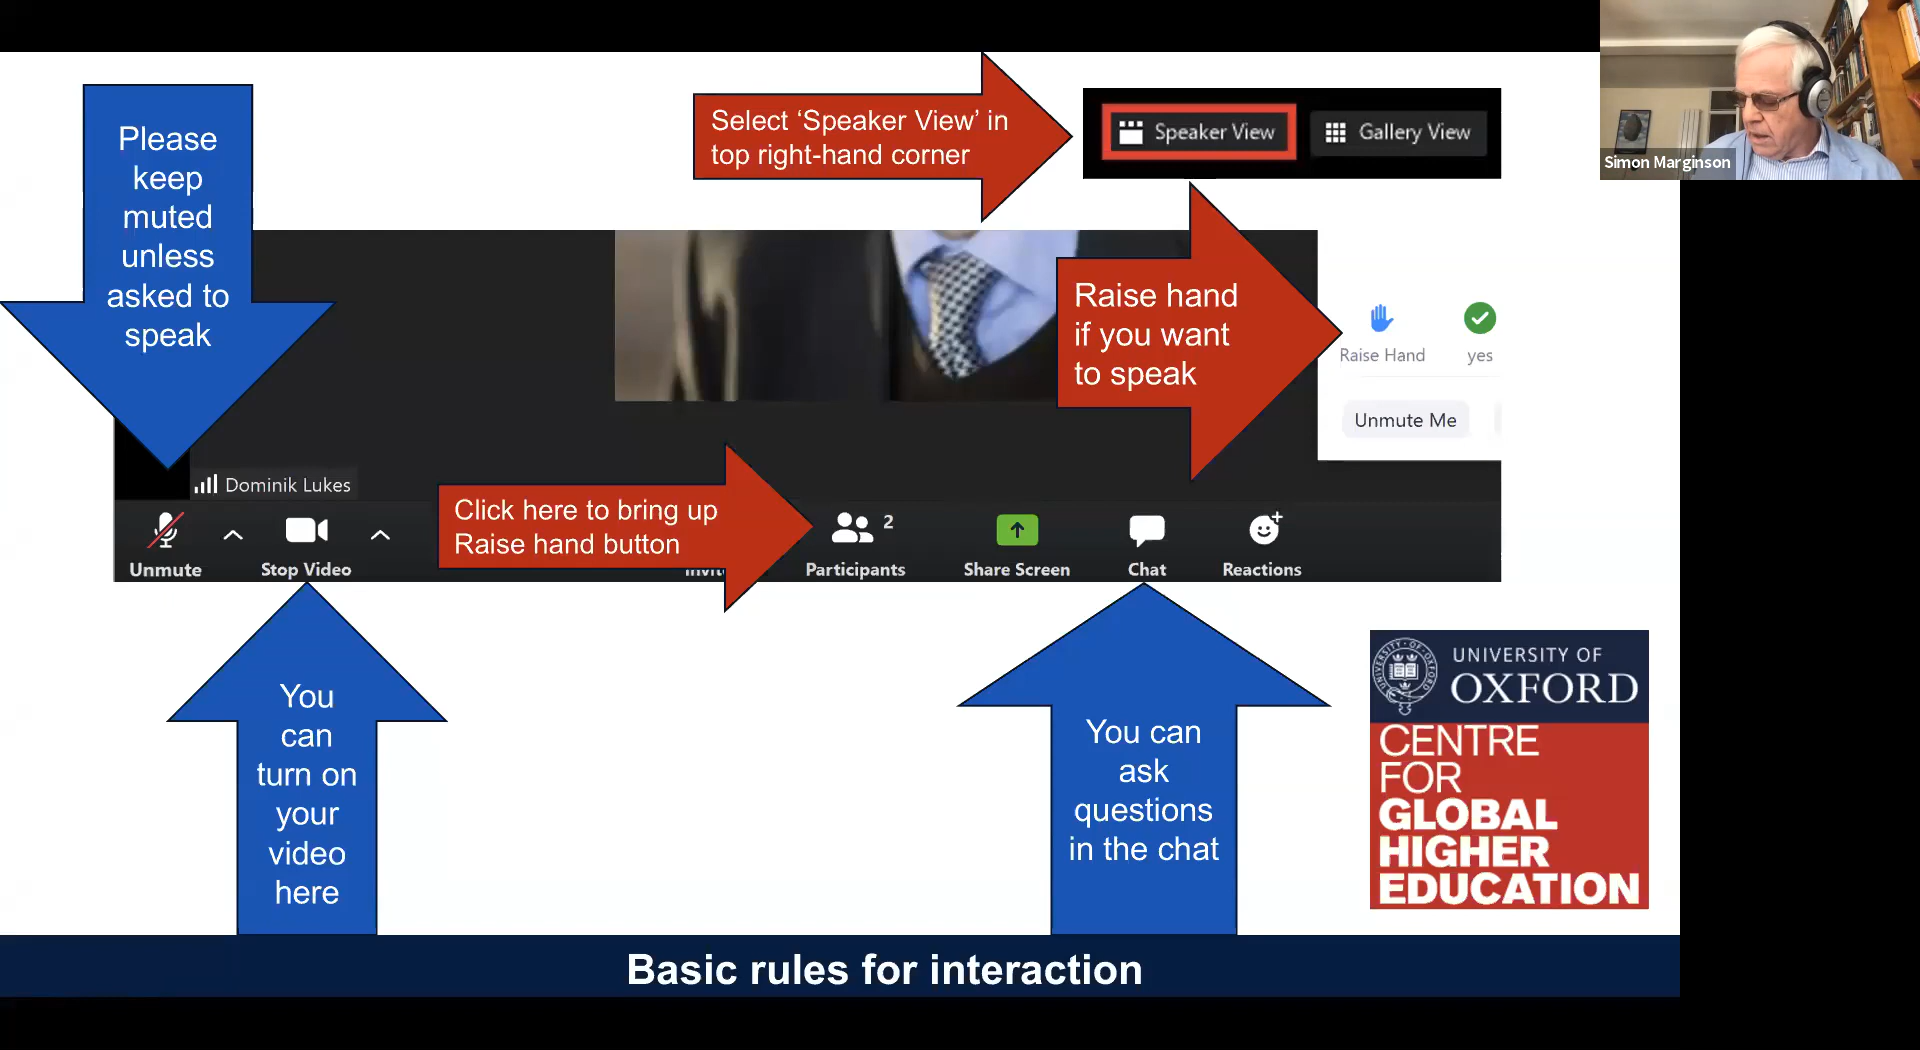 Please
keep
muted
unless
asked to
speak
Select ‘Speaker View’ in
top right-hand corner
Speaker View
Gallery View
Simon Marginson
Raise hand
if you want
to speak
Raise Hand
yes
Unmute Me
Dominik Lukes
Click here to bring up
Raise hand button
2
Unmute
Stop Video
Participants
Share Screen
Chat
Reactions
You
can
turn on
your
video
here
You can
ask
questions
in the chat
UNIVERSITY OF
OXFORD
CENTRE
FOR
GLOBAL
HIGHER
EDUCATION
Basic rules for interaction